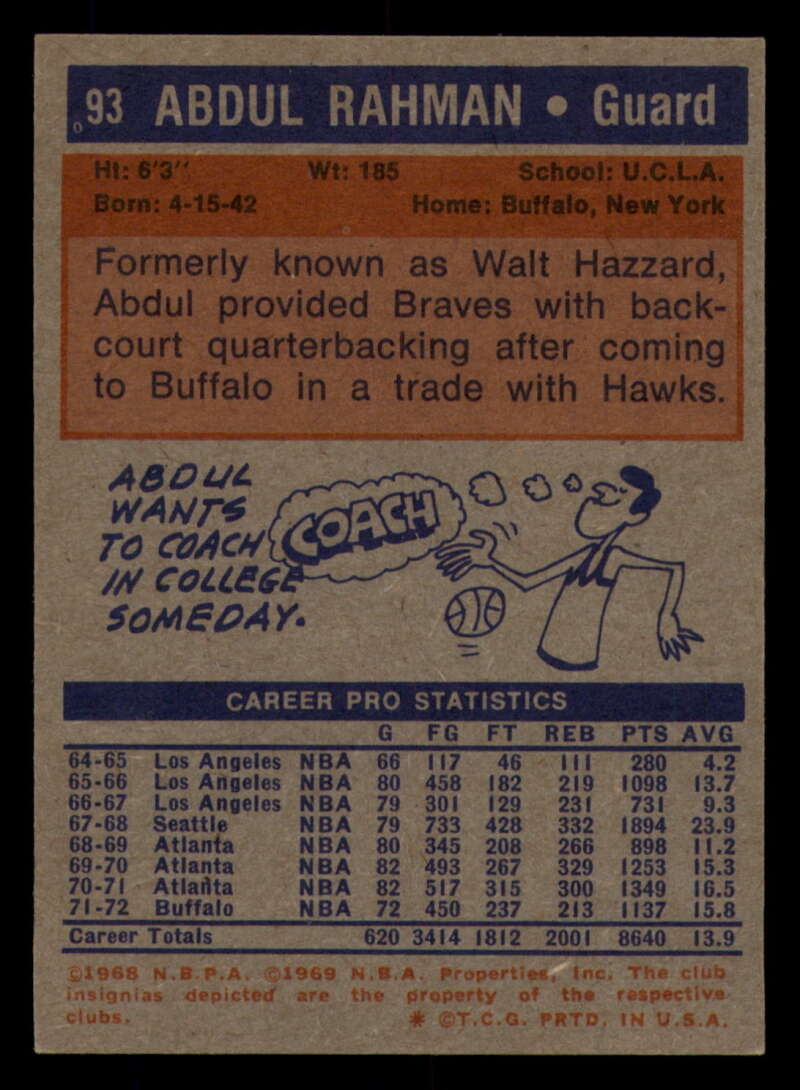 93 ABDUL RAHMAN • Guard
Ht: 6'3" Wt: 185 School: U.C.L.A.
Born: 4-15-42 Home: Buffalo, New York
Formerly known as Walt Hazzard,
Abdul provided Braves with back-
court quarterbacking after coming
to Buffalo in a trade with Hawks.
ABDUL
WANTS
TO COACH
IN COLLEGE
SOMEDAY.
COACH
CAREER PRO STATISTICS
G FG FT REB PTS AVG
64-65 Los Angeles NBA 66 117 46 111 280 4.2
65-66 Los Angeles NBA 80 458 182 219 1098 13.7
66-67 Los Angeles NBA 79 301 129 231 731 9.3
67-68 Seattle NBA 79 733 428 332 1894 23.9
68-69 Atlanta NBA 80 345 208 266 898 11.2
69-70 Atlanta NBA 82 493 267 329 1253 15.3
70-71 Atlanta NBA 82 517 315 300 1349 16.5
71-72 Buffalo NBA 72 450 237 213 1137 15.8
Career Totals 620 3414 1812 2001 8640 13.9
©1968 N.B.P.A. ©1969 N.B.A. Properties, Inc. The club
insignias depicted are the property of the respective
clubs. * ©T.C.G. PRTD. IN U.S.A.